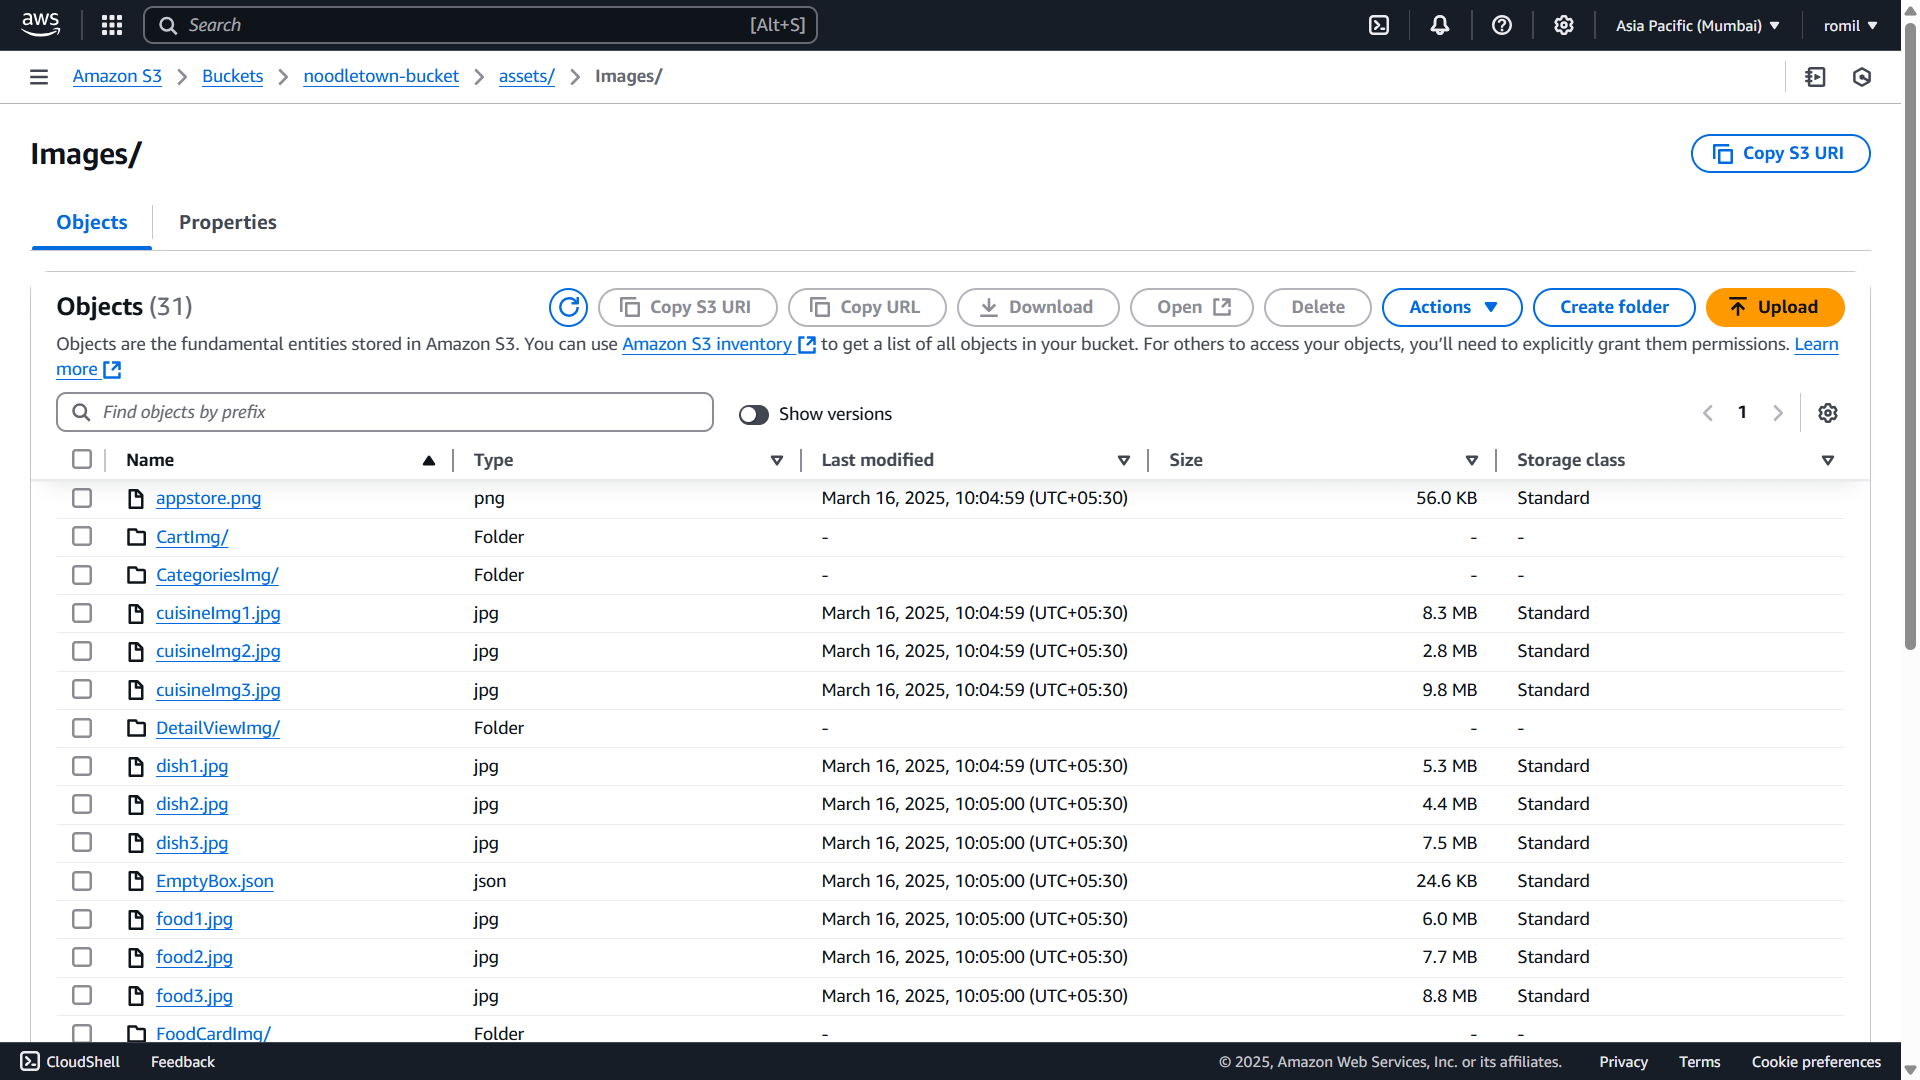 aws Search [Alt+S] Asia Pacific (Mumbai) romil
Amazon S3 Buckets noodletown-bucket assets/ Images/
Images/ Copy S3 URI
Objects Properties
Objects (31) Copy S3 URI Copy URL Download Open Delete Actions Create folder Upload
Objects are the fundamental entities stored in Amazon S3. You can use Amazon S3 inventory to get a list of all objects in your bucket. For others to access your objects, you’ll need to explicitly grant them permissions. Learn
more
Find objects by prefix Show versions 1
Name Type Last modified Size Storage class
appstore.png png March 16, 2025, 10:04:59 (UTC+05:30) 56.0 KB Standard
CartImg/ Folder - - -
CategoriesImg/ Folder - - -
cuisineImg1.jpg jpg March 16, 2025, 10:04:59 (UTC+05:30) 8.3 MB Standard
cuisineImg2.jpg jpg March 16, 2025, 10:04:59 (UTC+05:30) 2.8 MB Standard
cuisineImg3.jpg jpg March 16, 2025, 10:04:59 (UTC+05:30) 9.8 MB Standard
DetailViewImg/ Folder - - -
dish1.jpg jpg March 16, 2025, 10:04:59 (UTC+05:30) 5.3 MB Standard
dish2.jpg jpg March 16, 2025, 10:05:00 (UTC+05:30) 4.4 MB Standard
dish3.jpg jpg March 16, 2025, 10:05:00 (UTC+05:30) 7.5 MB Standard
EmptyBox.json json March 16, 2025, 10:05:00 (UTC+05:30) 24.6 KB Standard
food1.jpg jpg March 16, 2025, 10:05:00 (UTC+05:30) 6.0 MB Standard
food2.jpg jpg March 16, 2025, 10:05:00 (UTC+05:30) 7.7 MB Standard
food3.jpg jpg March 16, 2025, 10:05:00 (UTC+05:30) 8.8 MB Standard
FoodCardImg/ Folder - - -
CloudShell Feedback © 2025, Amazon Web Services, Inc. or its affiliates. Privacy Terms Cookie preferences